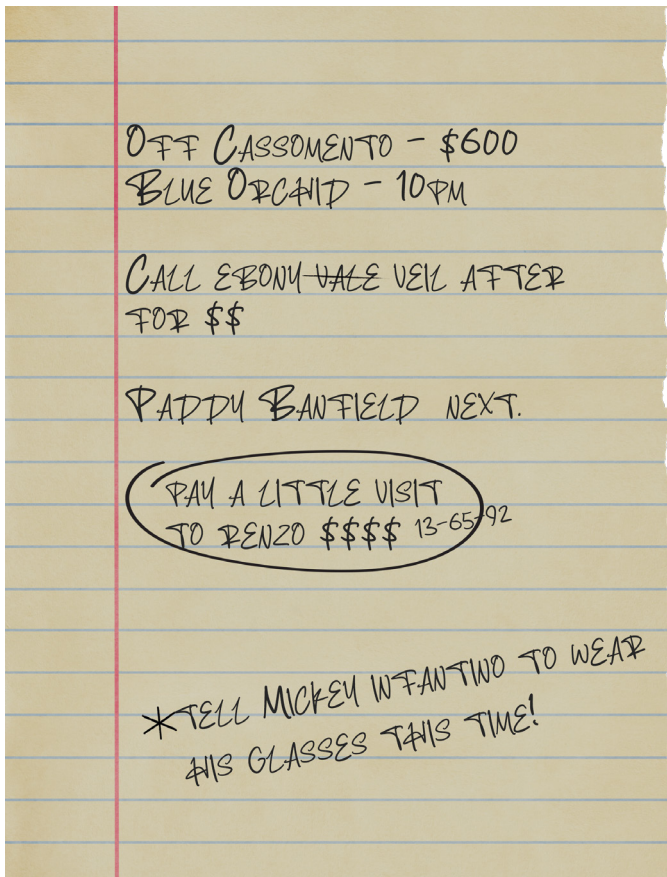 OFF CASSOMENTO - $600
BLUE ORCHID - 10PM
CALL EBONY VALE VEIL AFTER
FOR $$
PADDY BANFIELD NEXT.
PAY A LITTLE VISIT
TO RENZO $$$$ 13-65-92
*TELL MICKEY INFANTINO TO WEAR
HIS GLASSES THIS TIME!